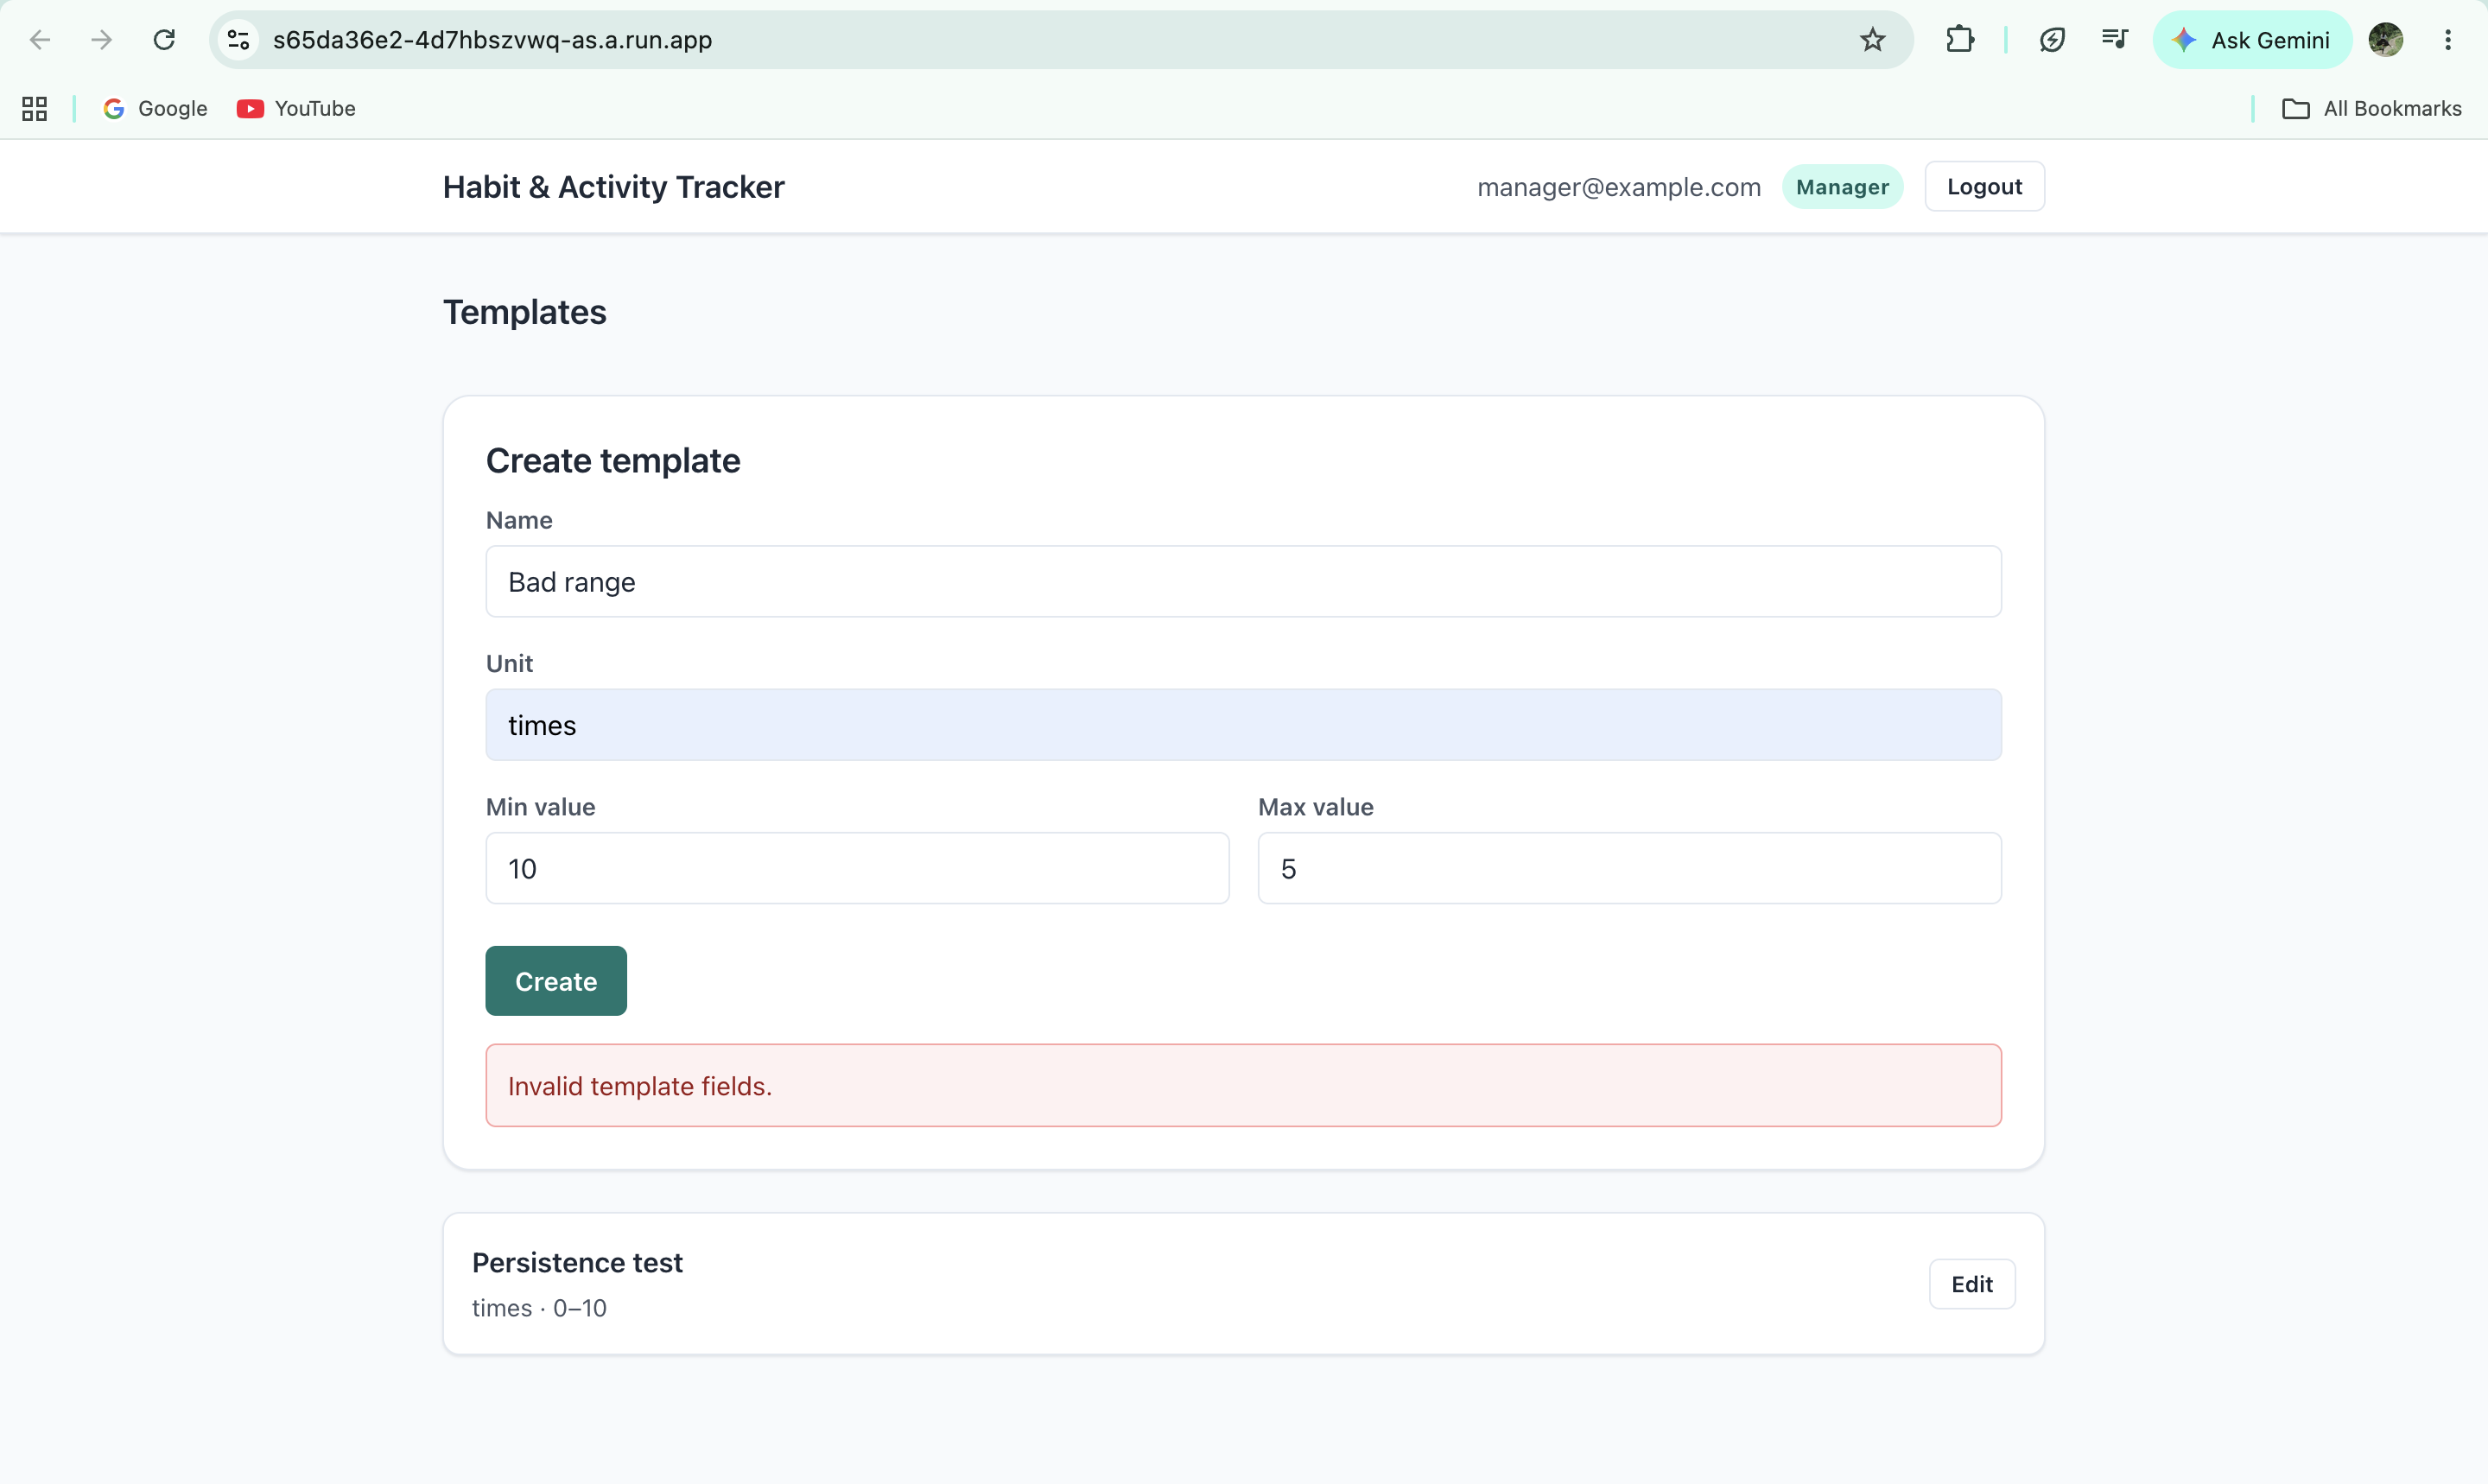 s65da36e2-4d7hbszvwq-as.a.run.app
Ask Gemini
Google
YouTube
All Bookmarks
Habit & Activity Tracker
manager@example.com
Manager
Logout
Templates
Create template
Name
Bad range
Unit
times
Min value
Max value
10
5
Create
Invalid template fields.
Persistence test
times · 0–10
Edit